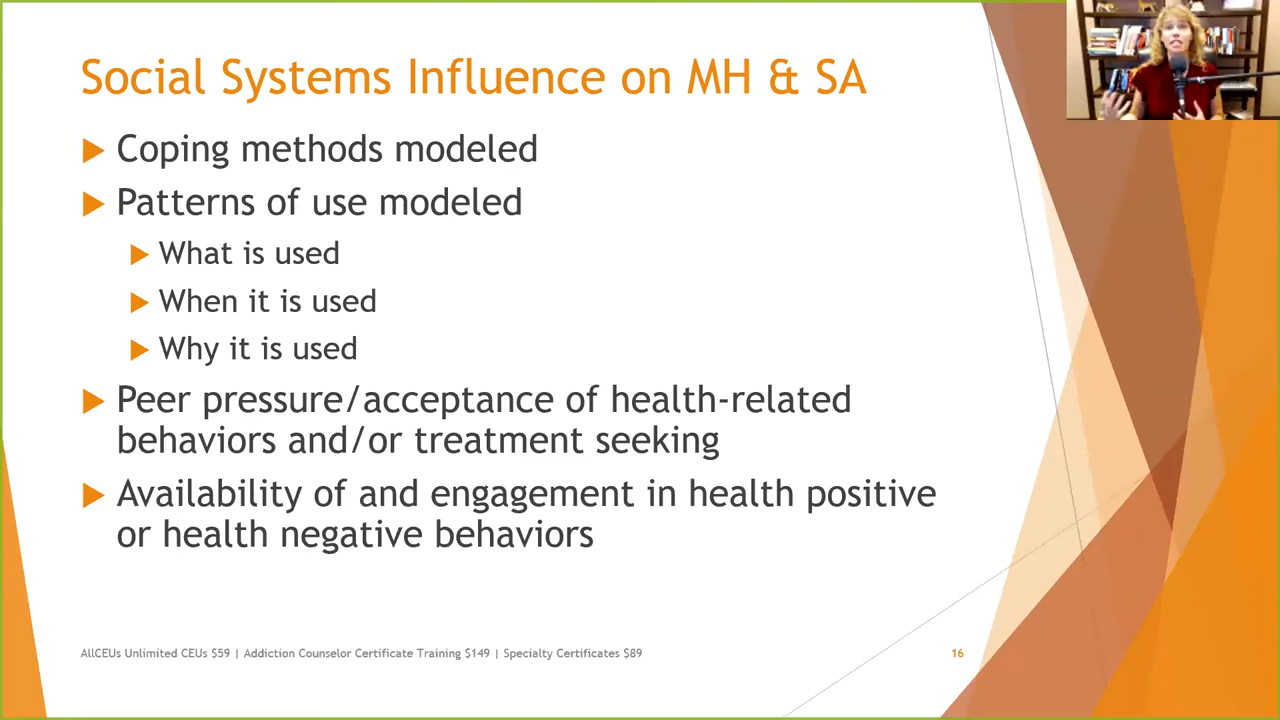 Social Systems Influence on MH & SA
Coping methods modeled
Patterns of use modeled
What is used
When it is used
Why it is used
Peer pressure/acceptance of health-related
behaviors and/or treatment seeking
Availability of and engagement in health positive
or health negative behaviors
AllCEUs Unlimited CEUs $59 | Addiction Counselor Certificate Training $149 | Specialty Certificates $89
16